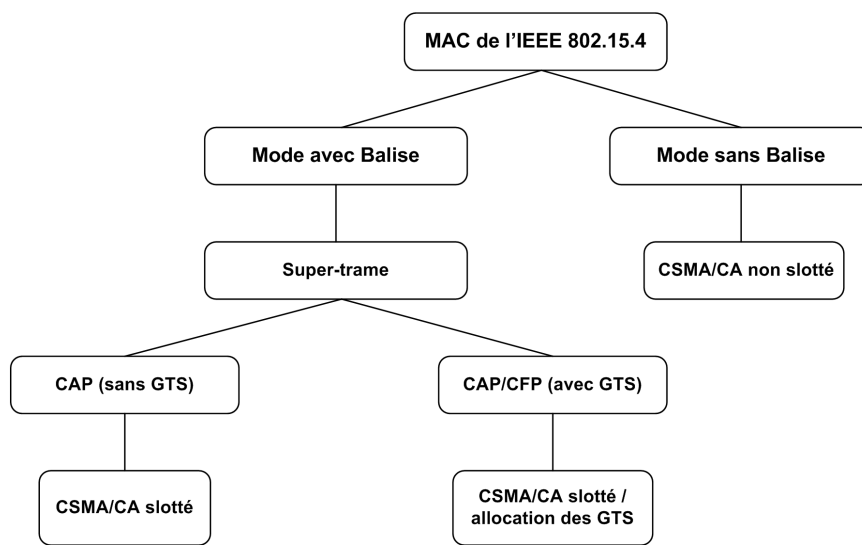 MAC de l’IEEE 802.15.4
Mode avec Balise
Mode sans Balise
Super-trame
CSMA/CA non slotté
CAP (sans GTS)
CAP/CFP (avec GTS)
CSMA/CA slotté
CSMA/CA slotté /
allocation des GTS